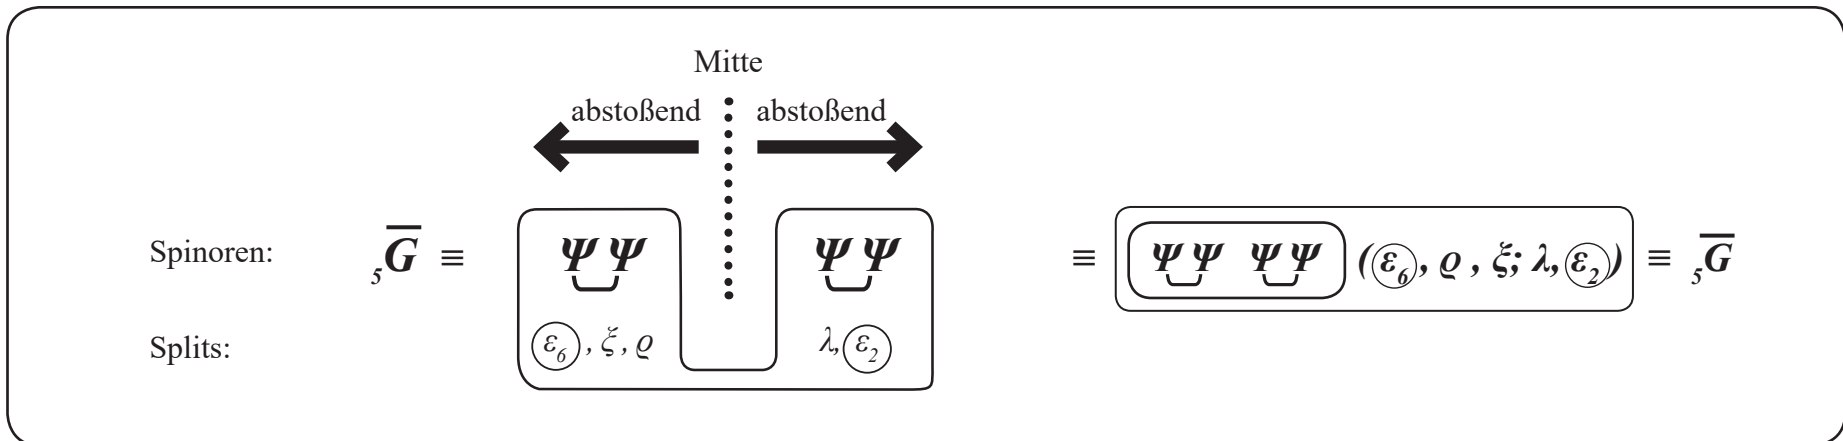 Mitte
abstoßend abstoßend
Spinoren: ₅G̅ ≡ ΨΨ ΨΨ ≡ ΨΨ ΨΨ (ε₆, ϱ, ξ; λ, ε₂) ≡ ₅G̅
Splits: ε₆, ξ, ϱ λ, ε₂